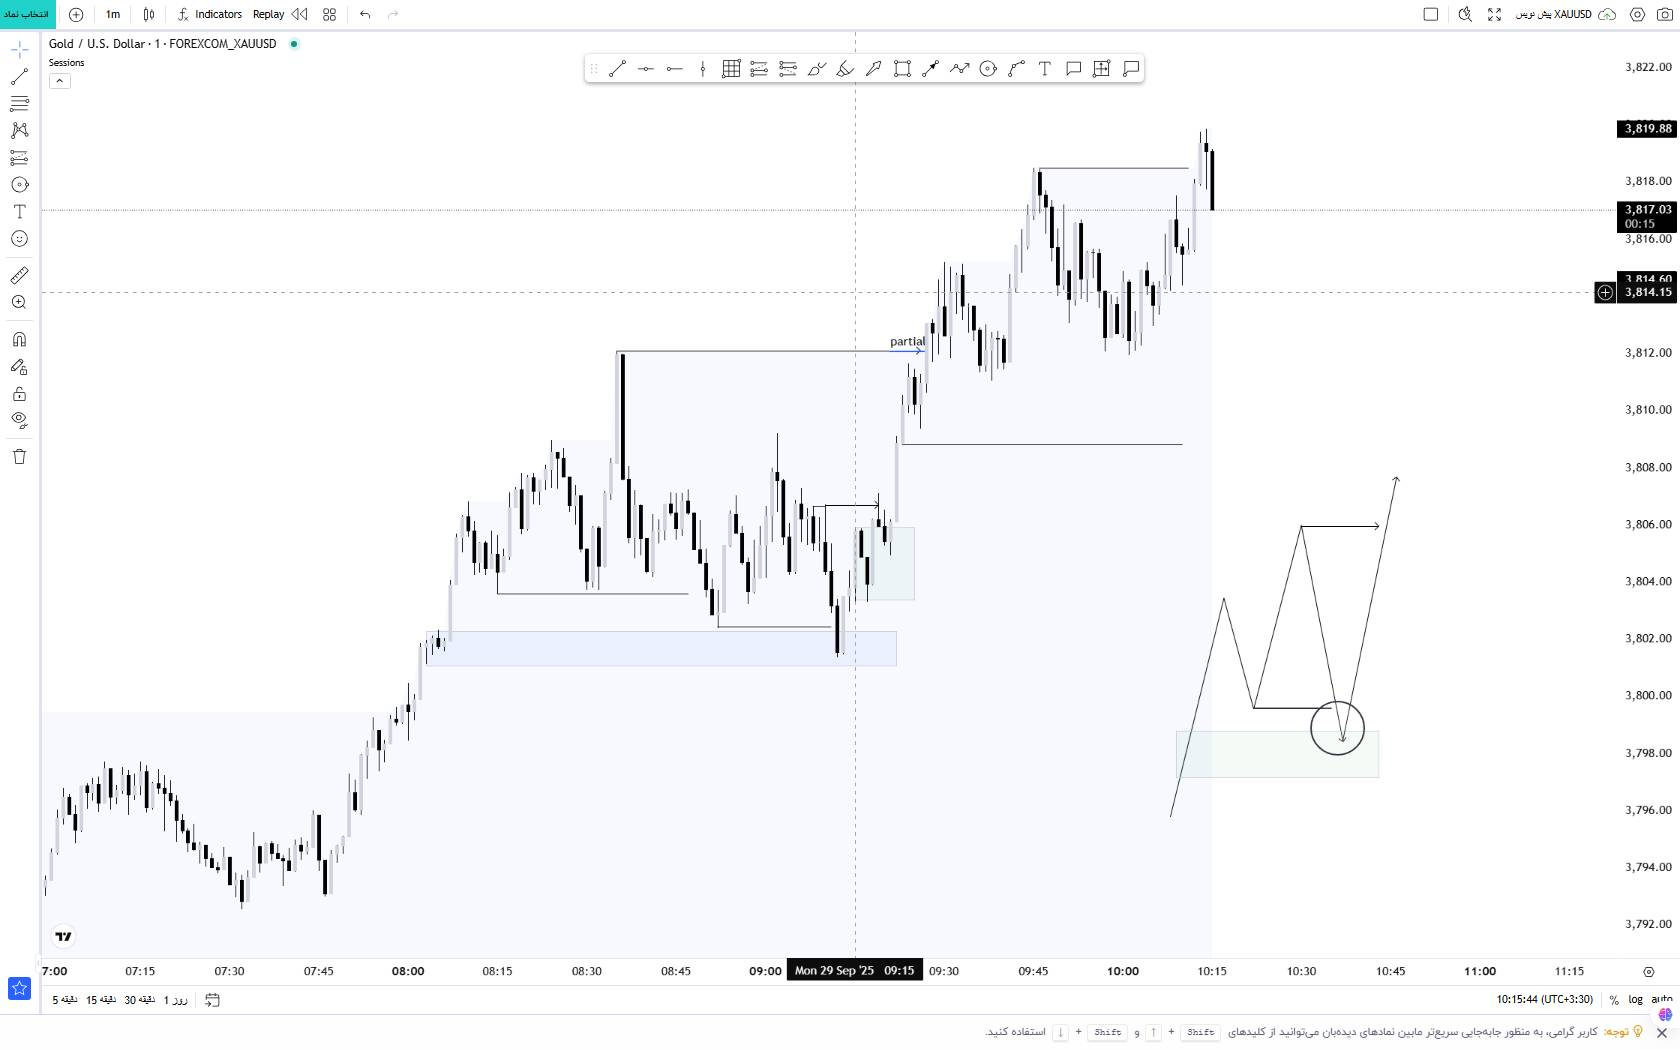 انتخاب نماد
1m
Indicators
Replay
XAUUSD پیش نویس
Gold / U.S. Dollar · 1 · FOREXCOM_XAUUSD
Sessions
T
3,822.00
3,819.88
3,818.00
3,817.03
00:15
3,816.00
3,814.60
3,814.15
partial
3,812.00
3,810.00
3,808.00
3,806.00
3,804.00
3,802.00
3,800.00
3,798.00
3,796.00
3,794.00
3,792.00
7:00 07:15 07:30 07:45 08:00 08:15 08:30 08:45 09:00 Mon 29 Sep '25 09:15 09:30 09:45 10:00 10:15 10:30 10:45 11:00 11:15
5 دقیقه 15 دقیقه 30 دقیقه 1 روز
10:15:44 (UTC+3:30) % log auto
توجه: کاربر گرامی، به منظور جابه‌جایی سریع‌تر مابین نمادهای دیده‌بان می‌توانید از کلیدهای Shift + ↑ و Shift + ↓ استفاده کنید.